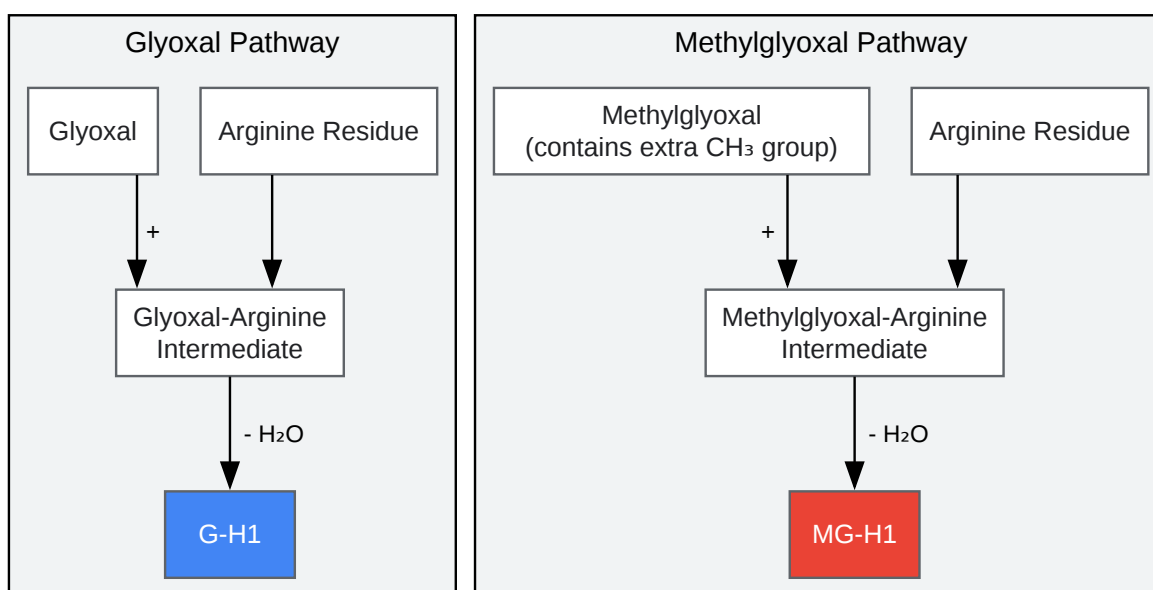 Glyoxal Pathway
Glyoxal
Arginine Residue
+
Glyoxal-Arginine
Intermediate
- H₂O
G-H1
Methylglyoxal Pathway
Methylglyoxal
(contains extra CH₃ group)
Arginine Residue
+
Methylglyoxal-Arginine
Intermediate
- H₂O
MG-H1